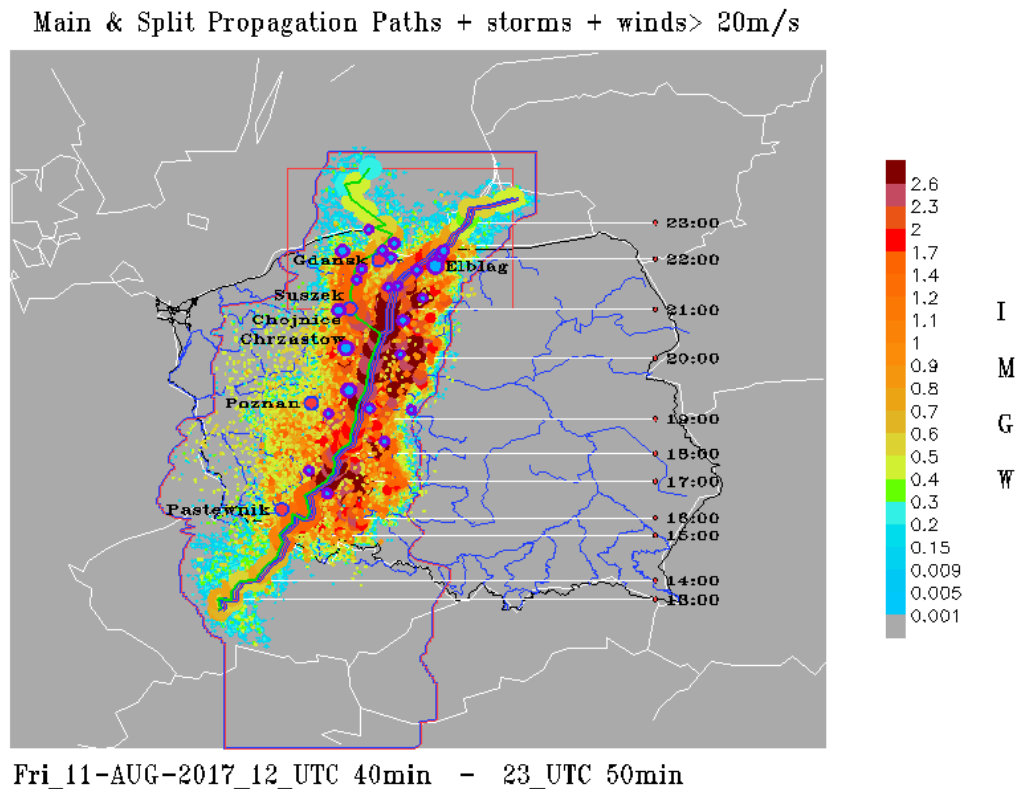 Main & Split Propagation Paths + storms + winds> 20m/s
23:00
22:00
Gdansk
Elblag
Suszek
21:00
Chojnice
Chrzastow
20:00
Poznan
19:00
18:00
17:00
Pastewnik
16:00
15:00
14:00
13:00
2.6
2.3
2
1.7
1.4
1.2
1.1
1
0.9
0.8
0.7
0.6
0.5
0.4
0.3
0.2
0.15
0.009
0.005
0.001
I
M
G
W
Fri_11-AUG-2017_12_UTC 40min - 23_UTC 50min